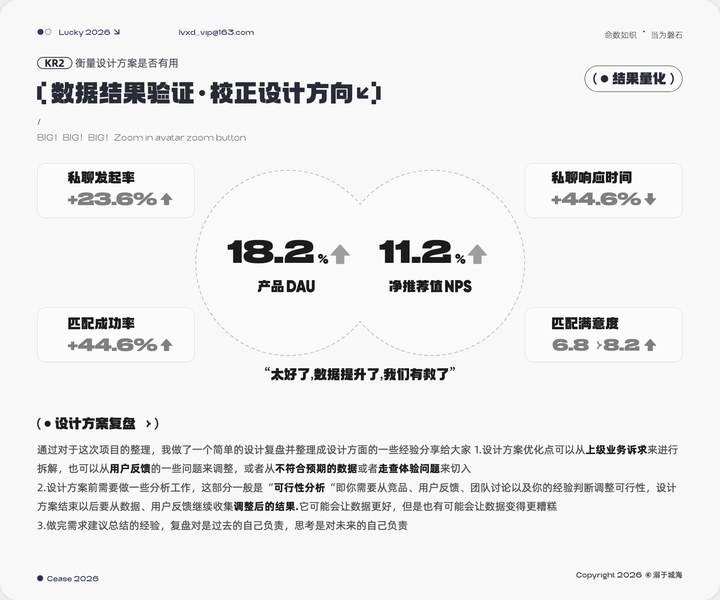 Lucky 2026
lvxd_vip@163.com
命数如织 · 当为磐石
KR2 衡量设计方案是否有用
数据结果验证·校正设计方向
(● 结果量化 )
/
BIG! BIG! BIG! Zoom in avatar zoom button
私聊发起率
+23.6%
私聊响应时间
+44.6%
18.2%
产品 DAU
11.2%
净推荐值 NPS
匹配成功率
+44.6%
匹配满意度
6.8 >8.2
“太好了,数据提升了,我们有救了”
(● 设计方案复盘 >)
通过对于这次项目的整理，我做了一个简单的设计复盘并整理成设计方面的一些经验分享给大家 1.设计方案优化点可以从上级业务诉求来进行
拆解，也可以从用户反馈的一些问题来调整，或者从不符合预期的数据或者走查体验问题来切入
2.设计方案前需要做一些分析工作，这部分一般是“可行性分析“即你需要从竞品、用户反馈、团队讨论以及你的经验判断调整可行性，设计
方案结束以后要从数据、用户反馈继续收集调整后的结果.它可能会让数据更好，但是也有可能会让数据变得更糟糕
3.做完需求建议总结的经验，复盘对是过去的自己负责，思考是对未来的自己负责
Cease 2026
Copyright 2026 ©溺于城海